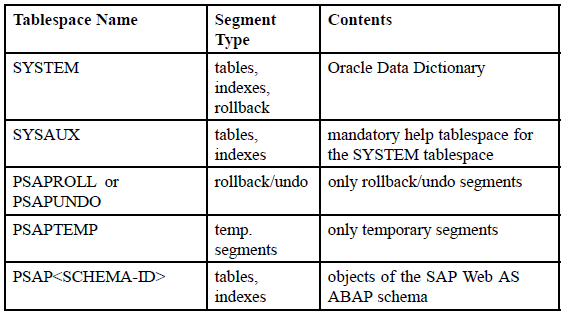 Tablespace Name Segment Type Contents
SYSTEM tables, indexes, rollback Oracle Data Dictionary
SYSAUX tables, indexes mandatory help tablespace for the SYSTEM tablespace
PSAPROLL or PSAPUNDO rollback/undo only rollback/undo segments
PSAPTEMP temp. segments only temporary segments
PSAP<SCHEMA-ID> tables, indexes objects of the SAP Web AS ABAP schema